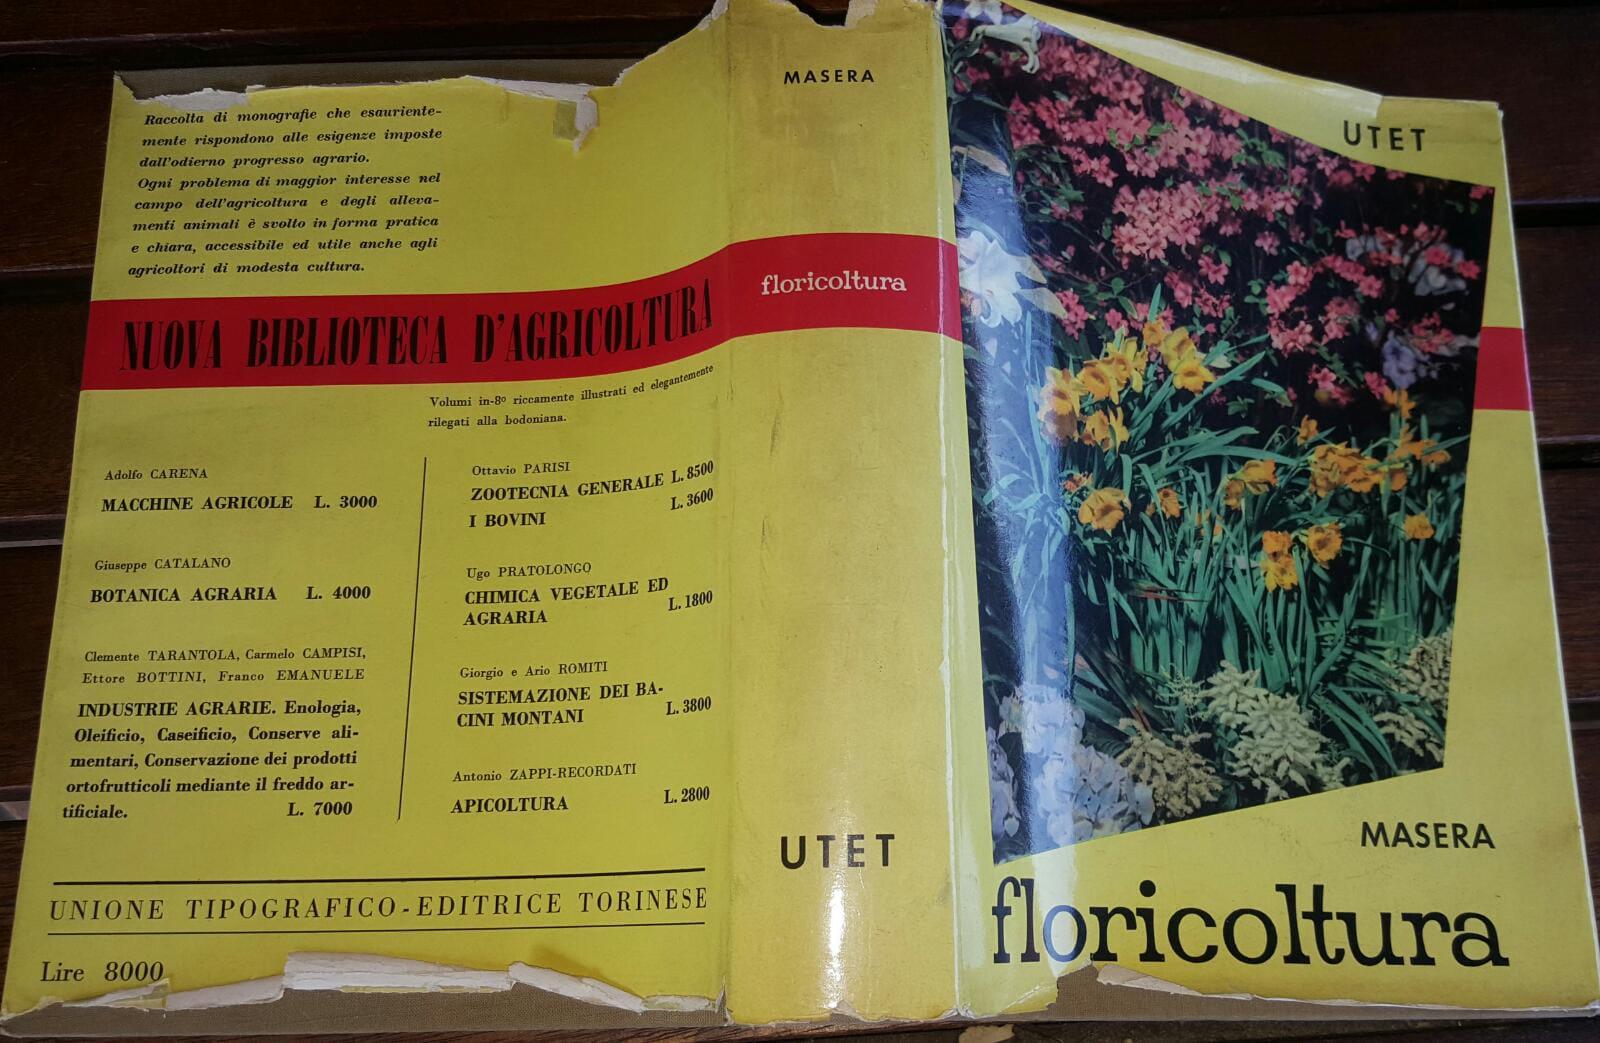 Raccolta di monografie che esauriente-
mente rispondono alle esigenze imposte
dall'odierno progresso agrario.
Ogni problema di maggior interesse nel
campo dell'agricoltura e degli alleva-
menti animali è svolto in forma pratica
e chiara, accessibile ed utile anche agli
agricoltori di modesta cultura.
NUOVA BIBLIOTECA D'AGRICOLTURA
Volumi in-8º riccamente illustrati ed elegantemente
rilegati alla bodoniana.
Adolfo CARENA
MACCHINE AGRICOLE L. 3000
Giuseppe CATALANO
BOTANICA AGRARIA L. 4000
Clemente TARANTOLA, Carmelo CAMPISI,
Ettore BOTTINI, Franco EMANUELE
INDUSTRIE AGRARIE. Enologia,
Oleificio, Caseificio, Conserve ali-
mentari, Conservazione dei prodotti
ortofrutticoli mediante il freddo ar-
tificiale. L. 7000
Ottavio PARISI
ZOOTECNIA GENERALE L. 8500
I BOVINI L. 3600
Ugo PRATOLONGO
CHIMICA VEGETALE ED
AGRARIA L. 1800
Giorgio e Ario ROMITI
SISTEMAZIONE DEI BA-
CINI MONTANI L. 3800
Antonio ZAPPI-RECORDATI
APICOLTURA L. 2800
UNIONE TIPOGRAFICO-EDITRICE TORINESE
Lire 8000
MASERA
floricoltura
UTET
UTET
MASERA
floricoltura